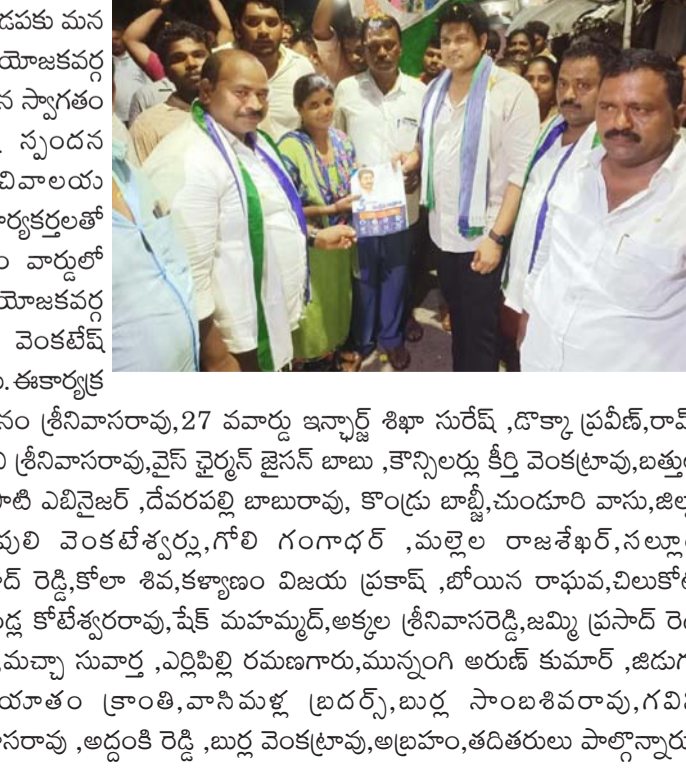 డపకు మన
యోజకవర్గ
న స్వాగతం
. స్పందన
చివాలయ
ార్యకర్తలతో
ం వార్డులో
యోజకవర్గ
వెంకటేష్
ు.ఈకార్యక్ర
నం శ్రీనివాసరావు,27 వవార్డు ఇన్ఛార్జ్ శిఖా సురేష్ ,డొక్కా ప్రవీణ్,రామ్
ి శ్రీనివాసరావు,వైస్ ఛైర్మన్ జైసన్ బాబు ,కౌన్సిలర్లు కీర్తి వెంకట్రావు,బత్తుల
పాటి ఎబినైజర్ ,దేవరపల్లి బాబురావు, కొండ్రు బాబ్జీ,చుండూరి వాసు,జిల్ల
పులి వెంకటేశ్వర్లు,గోలి గంగాధర్ ,మల్లెల రాజశేఖర్,సల్లూ
ాద్ రెడ్డి,కోలా శివ,కళ్యాణం విజయ ప్రకాష్ ,బోయిన రాఘవ,చిలుకోట
ండ్ల కోటేశ్వరరావు,షేక్ మహమ్మద్,అక్కల శ్రీనివాసరెడ్డి,జమ్మి ప్రసాద్ రెడ
,మచ్చా సువార్త ,ఎర్లిపిల్లి రమణగారు,మున్నంగి అరుణ్ కుమార్ ,జిడుగ
యాతం క్రాంతి,వాసిమళ్ల బ్రదర్స్,బుర్ల సాంబశివరావు,గవిన
ాసరావు ,అద్దంకి రెడ్డి ,బుర్ల వెంకట్రావు,అబ్రహం,తదితరులు పాల్గొన్నారు